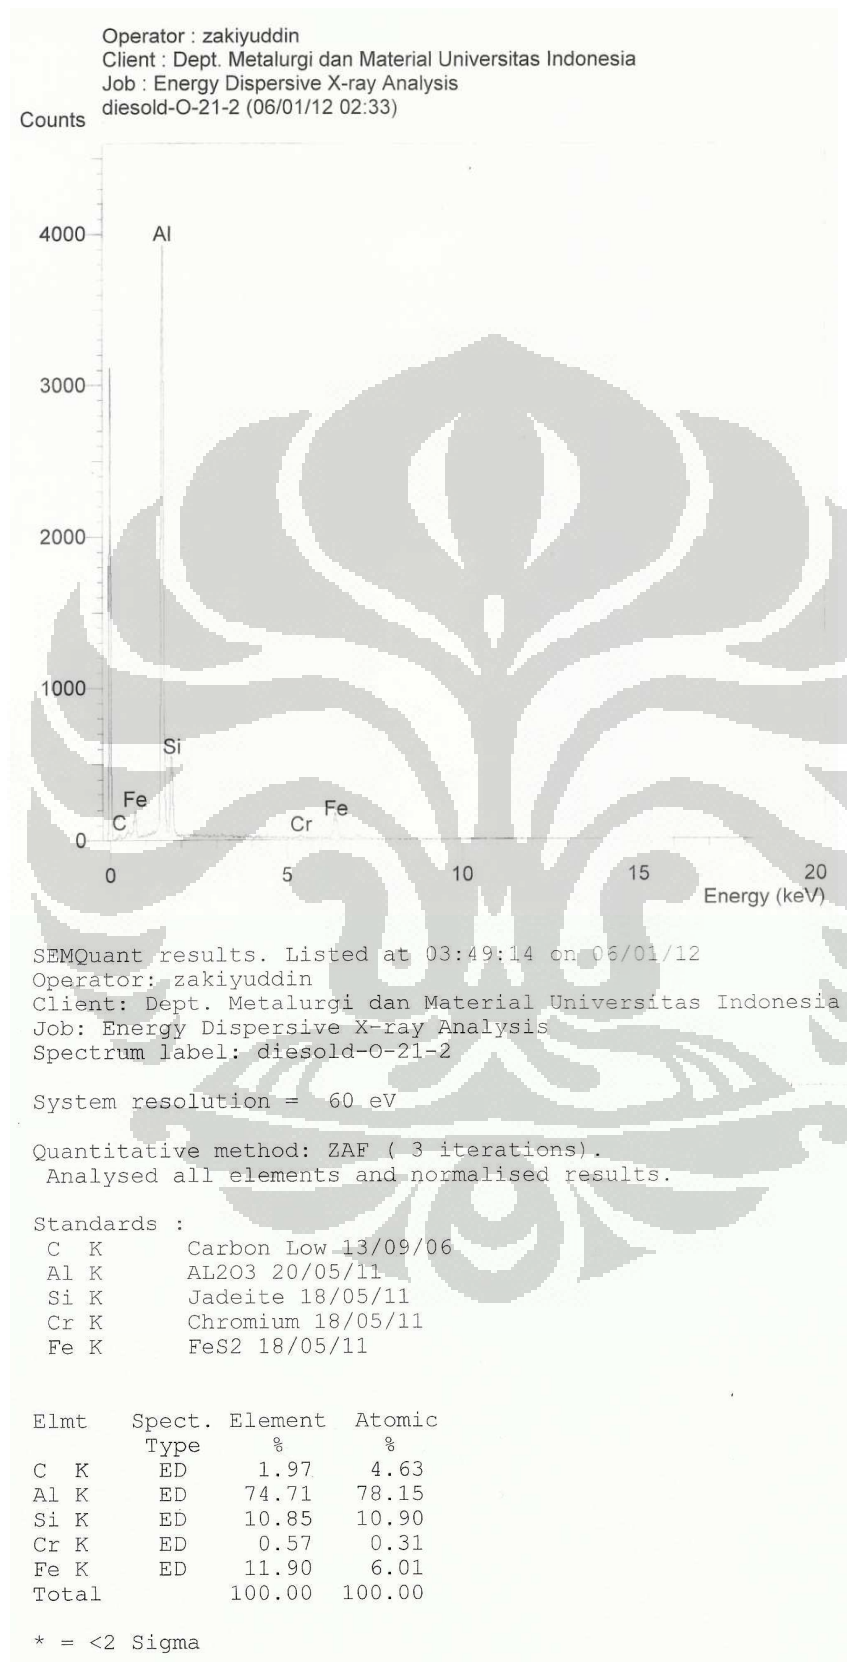 Operator : zakiyuddin
Client : Dept. Metalurgi dan Material Universitas Indonesia
Job : Energy Dispersive X-ray Analysis
diesold-O-21-2 (06/01/12 02:33)
Counts
4000
Al
3000
2000
1000
Si
Fe
Fe
C
Cr
0
0 5 10 15 20
Energy (keV)
SEMQuant results. Listed at 03:49:14 on 06/01/12
Operator: zakiyuddin
Client: Dept. Metalurgi dan Material Universitas Indonesia
Job: Energy Dispersive X-ray Analysis
Spectrum label: diesold-O-21-2
System resolution = 60 eV
Quantitative method: ZAF ( 3 iterations).
Analysed all elements and normalised results.
Standards :
C K Carbon Low 13/09/06
Al K AL2O3 20/05/11
Si K Jadeite 18/05/11
Cr K Chromium 18/05/11
Fe K FeS2 18/05/11
Elmt Spect. Element Atomic
Type % %
C K ED 1.97 4.63
Al K ED 74.71 78.15
Si K ED 10.85 10.90
Cr K ED 0.57 0.31
Fe K ED 11.90 6.01
Total 100.00 100.00
* = <2 Sigma